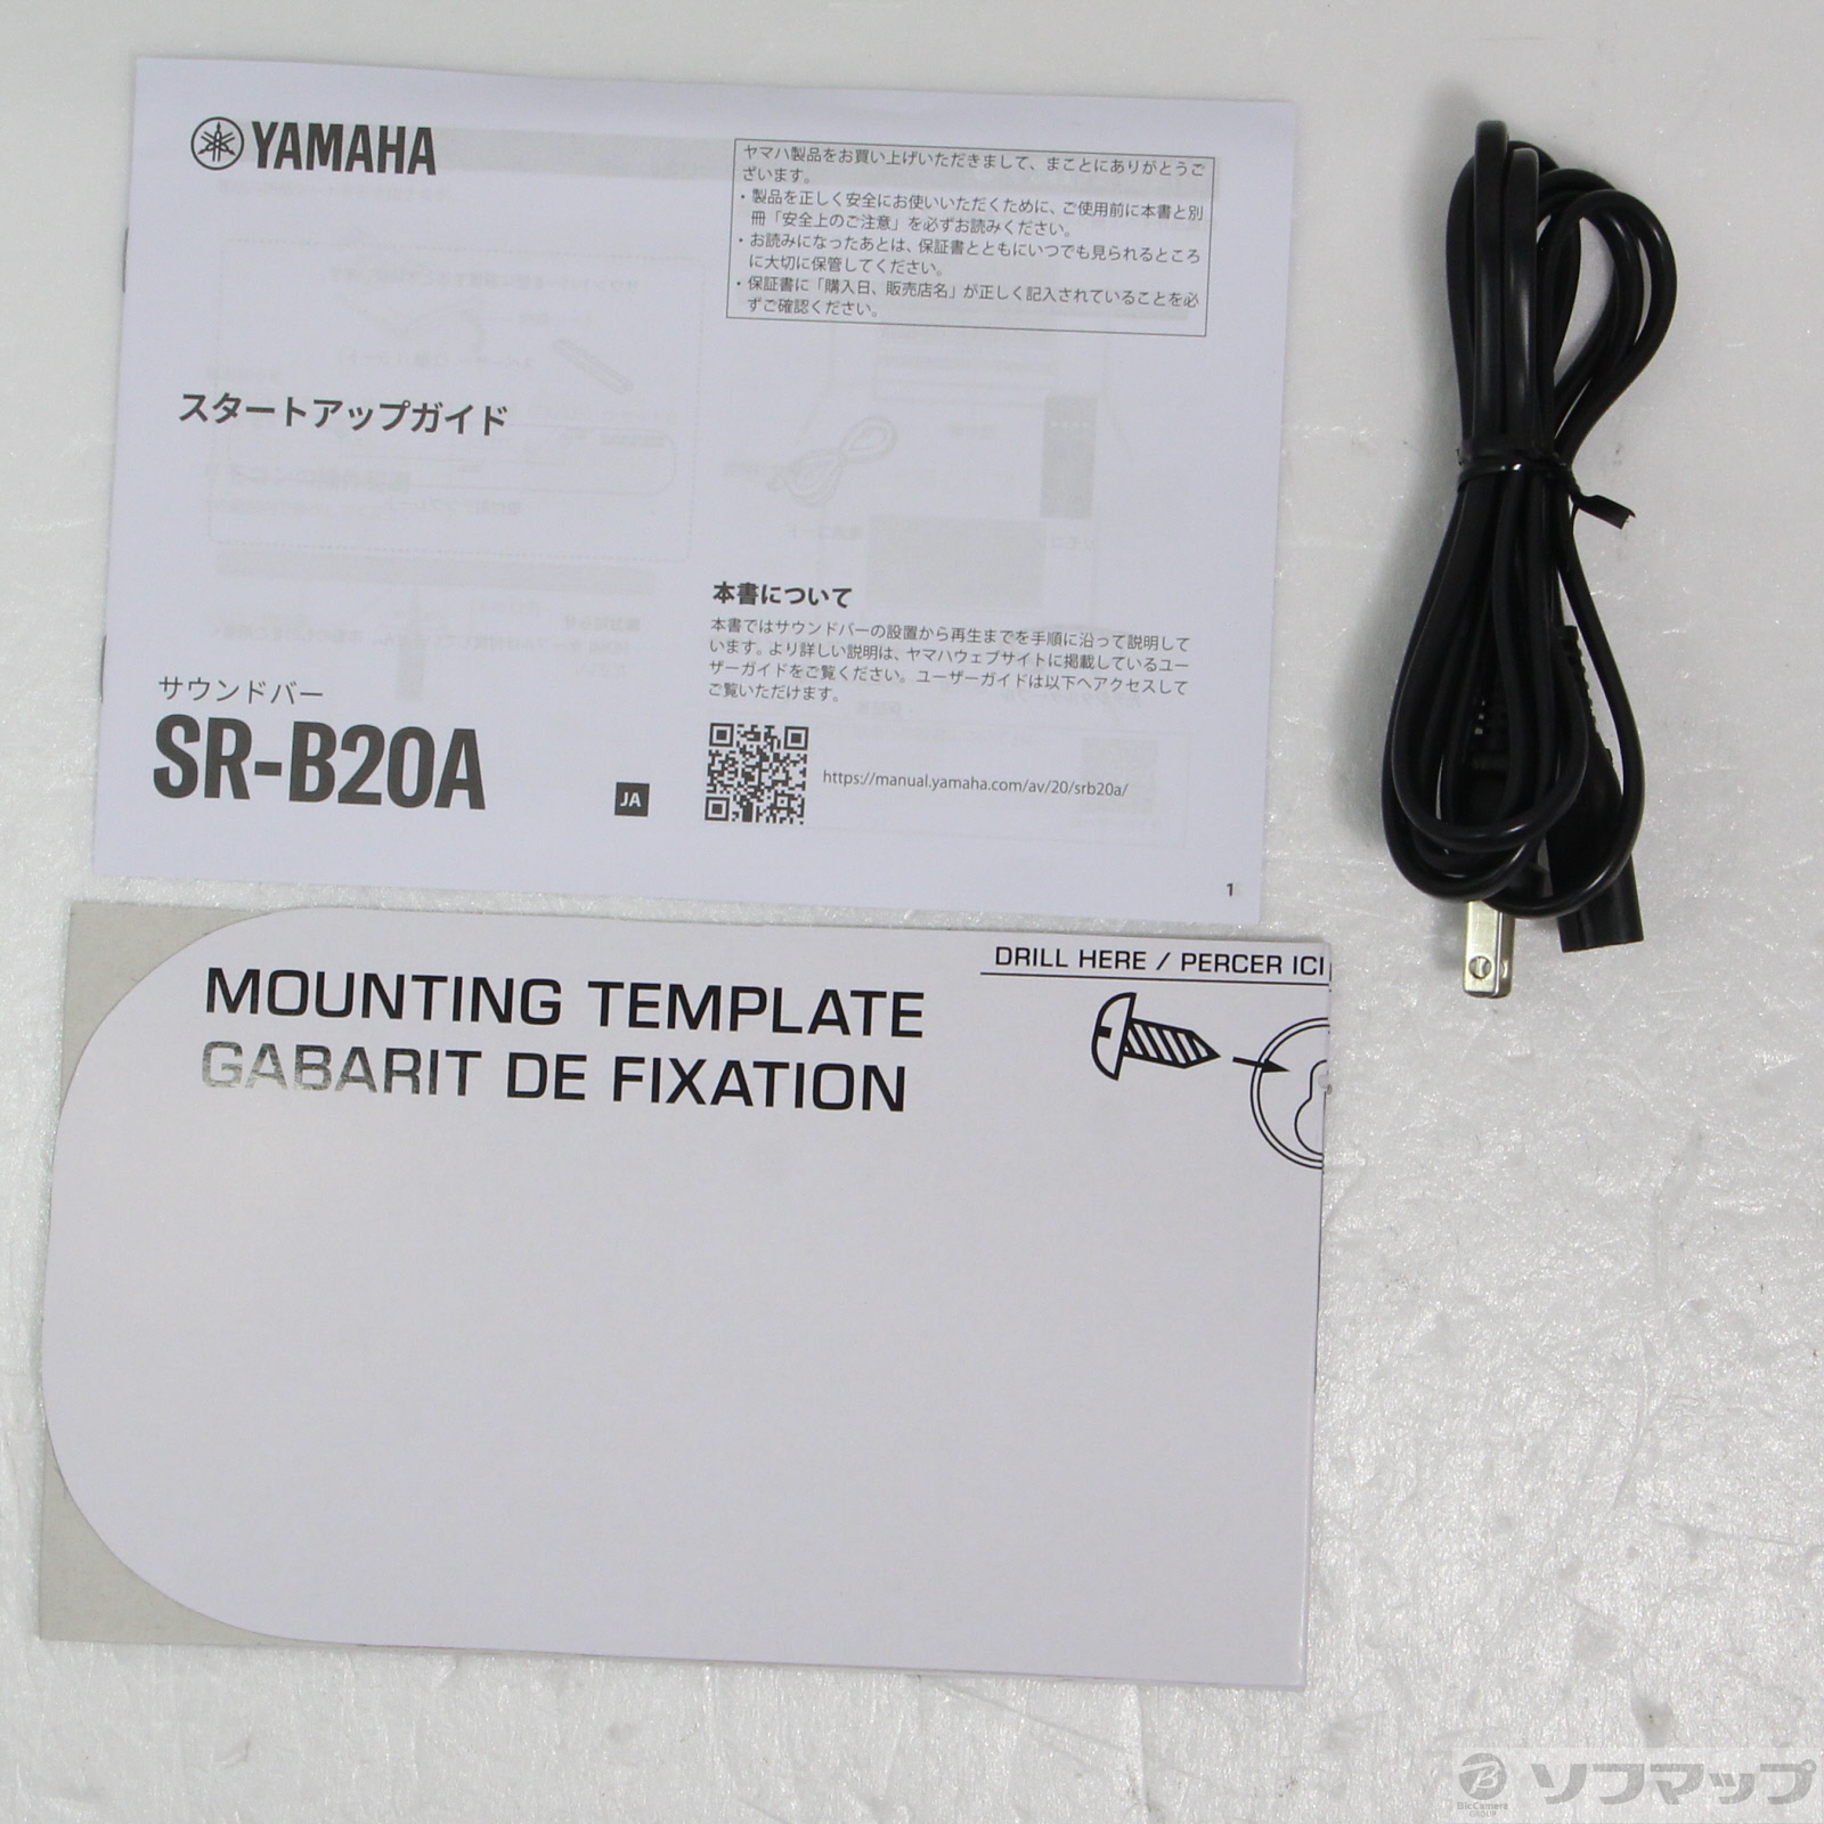 YAMAHA
ヤマハ製品をお買い上げいただきまして、まことにありがとうご
ざいます。
・製品を正しく安全にお使いいただくために、ご使用前に本書と別
冊「安全上のご注意」を必ずお読みください。
・お読みになったあとは、保証書とともにいつでも見られるところ
に大切に保管してください。
・保証書に「購入日、販売店名」が正しく記入されていることを必
ずご確認ください。
スタートアップガイド
本書について
本書ではサウンドバーの設置から再生までを手順に沿って説明して
います。より詳しい説明は、ヤマハウェブサイトに掲載しているユー
ザーガイドをご覧ください。ユーザーガイドは以下へアクセスして
ご覧いただけます。
サウンドバー
SR-B20A
JA
https://manual.yamaha.com/av/20/srb20a/
1
DRILL HERE / PERCER ICI
MOUNTING TEMPLATE
GABARIT DE FIXATION
B
BicCamera
GROUP
ソフマップ